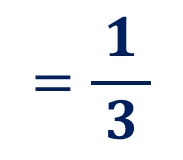 = 1/3